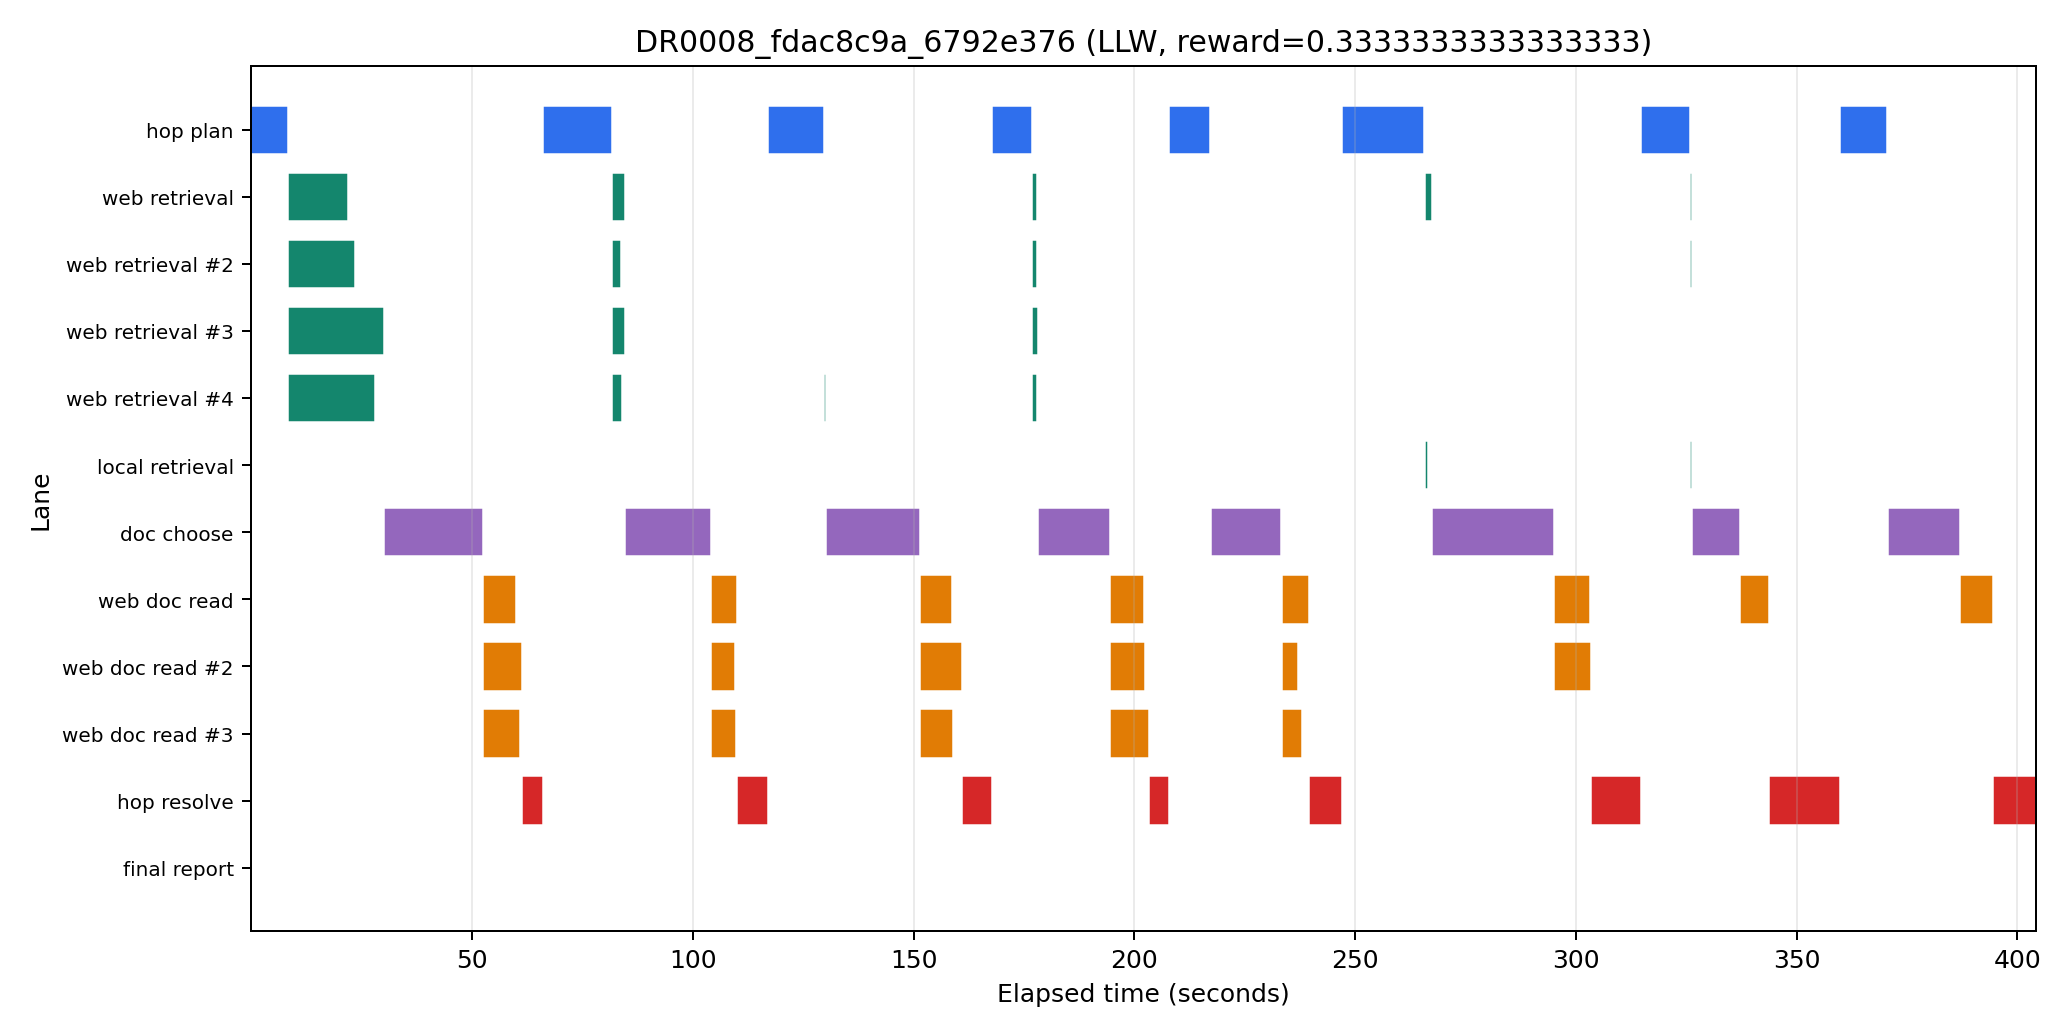 DR0008_fdac8c9a_6792e376 (LLW, reward=0.3333333333333333)
hop plan
web retrieval
web retrieval #2
web retrieval #3
web retrieval #4
local retrieval
doc choose
web doc read
web doc read #2
web doc read #3
hop resolve
final report
Lane
50 100 150 200 250 300 350 400
Elapsed time (seconds)